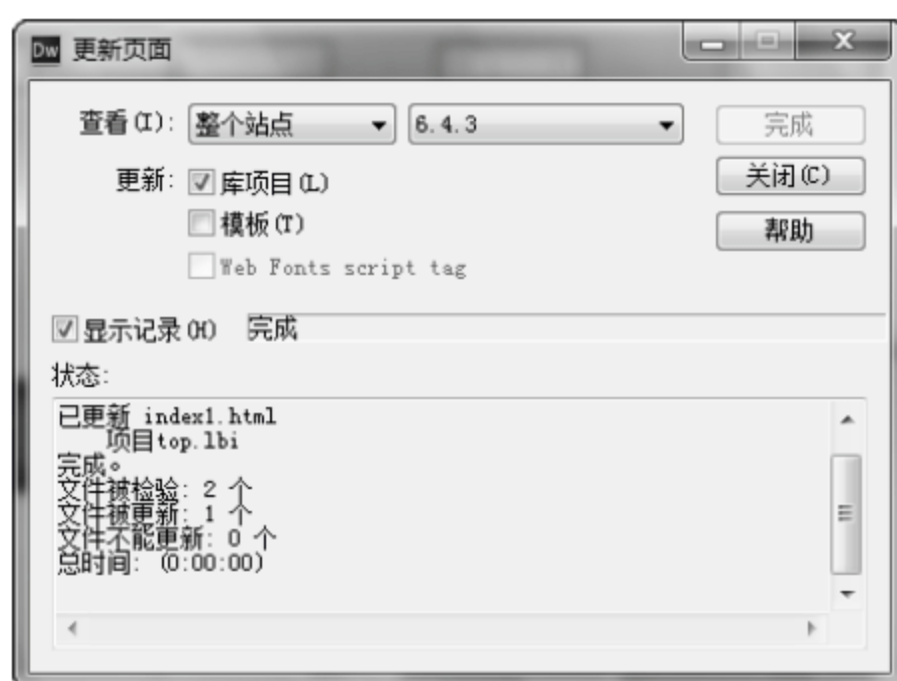 Dw 更新页面
查看(I): 整个站点 6.4.3 完成
更新: 库项目(L) 关闭(C)
模板(T) 帮助
Web Fonts script tag
显示记录(H) 完成
状态:
已更新 index1.html
项目top.lbi
完成。
文件被检验: 2 个
文件被更新: 1 个
文件不能更新: 0 个
总时间: (0:00:00)